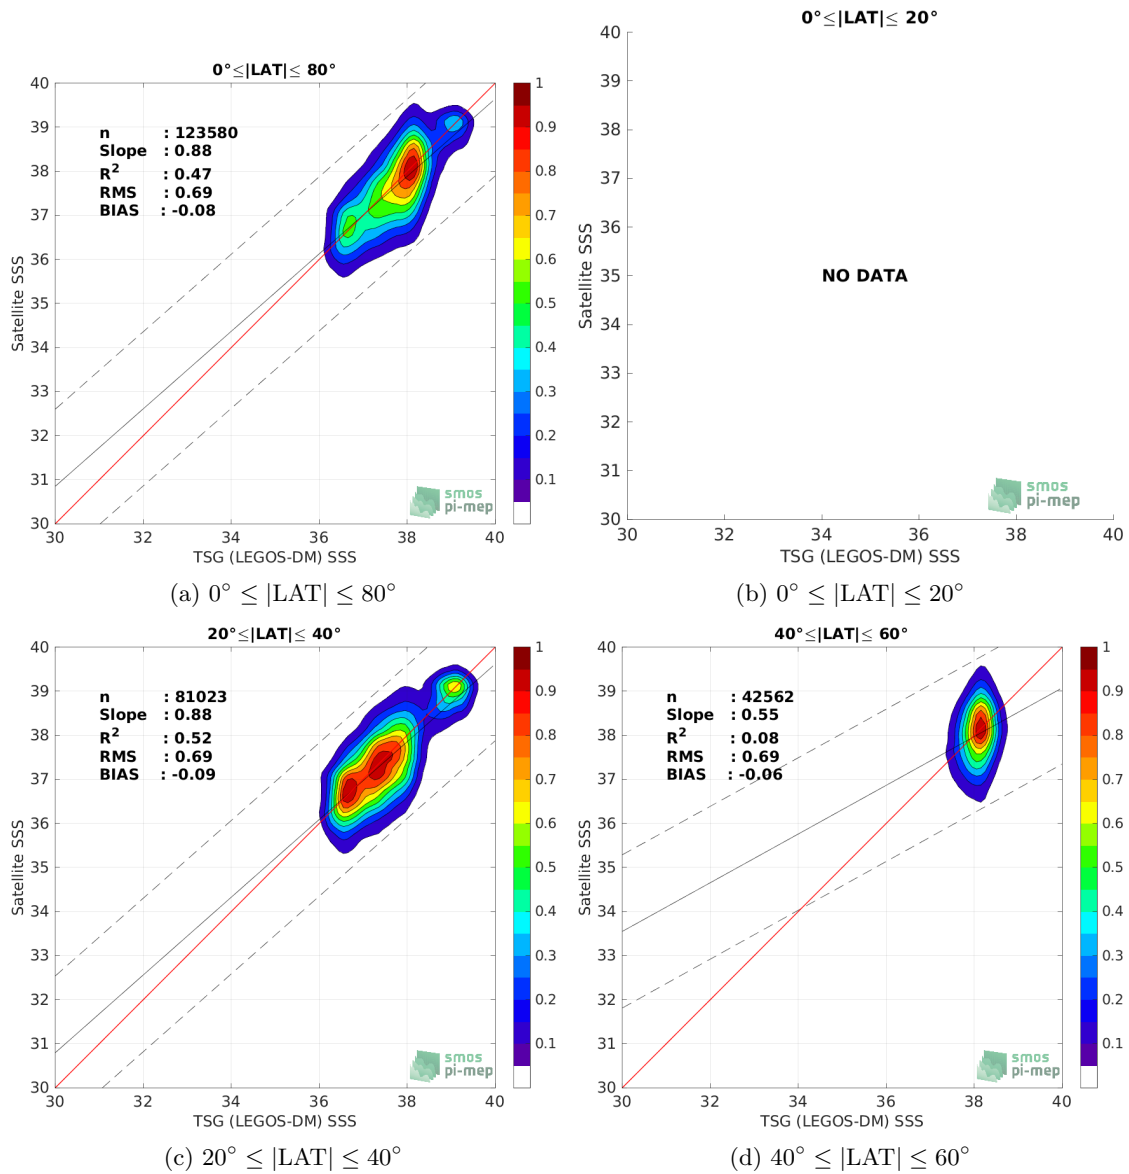 0°≤|LAT|≤ 80°
40
39
38
37
36
35
34
33
32
31
30
Satellite SSS
n : 123580
Slope : 0.88
R2 : 0.47
RMS : 0.69
BIAS : -0.08
smos
pi-mep
30 32 34 36 38 40
TSG (LEGOS-DM) SSS
1
0.9
0.8
0.7
0.6
0.5
0.4
0.3
0.2
0.1
(a) 0° ≤ |LAT| ≤ 80°
0°≤|LAT|≤ 20°
40
39
38
37
36
35
34
33
32
31
30
Satellite SSS
NO DATA
smos
pi-mep
30 32 34 36 38 40
TSG (LEGOS-DM) SSS
(b) 0° ≤ |LAT| ≤ 20°
20°≤|LAT|≤ 40°
40
39
38
37
36
35
34
33
32
31
30
Satellite SSS
n : 81023
Slope : 0.88
R2 : 0.52
RMS : 0.69
BIAS : -0.09
smos
pi-mep
30 32 34 36 38 40
TSG (LEGOS-DM) SSS
1
0.9
0.8
0.7
0.6
0.5
0.4
0.3
0.2
0.1
(c) 20° ≤ |LAT| ≤ 40°
40°≤|LAT|≤ 60°
40
39
38
37
36
35
34
33
32
31
30
Satellite SSS
n : 42562
Slope : 0.55
R2 : 0.08
RMS : 0.69
BIAS : -0.06
smos
pi-mep
30 32 34 36 38 40
TSG (LEGOS-DM) SSS
1
0.9
0.8
0.7
0.6
0.5
0.4
0.3
0.2
0.1
(d) 40° ≤ |LAT| ≤ 60°